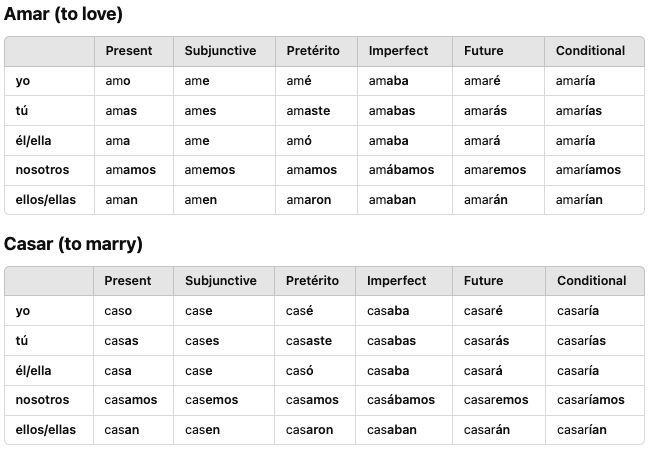 Amar (to love)
Present Subjunctive Pretérito Imperfect Future Conditional
yo amo ame amé amaba amaré amaría
tú amas ames amaste amabas amarás amarías
él/ella ama ame amó amaba amará amaría
nosotros amamos amemos amamos amábamos amaremos amaríamos
ellos/ellas aman amen amaron amaban amarán amarían
Casar (to marry)
Present Subjunctive Pretérito Imperfect Future Conditional
yo caso case casé casaba casaré casaría
tú casas cases casaste casabas casarás casarías
él/ella casa case casó casaba casará casaría
nosotros casamos casemos casamos casábamos casaremos casaríamos
ellos/ellas casan casen casaron casaban casarán casarían